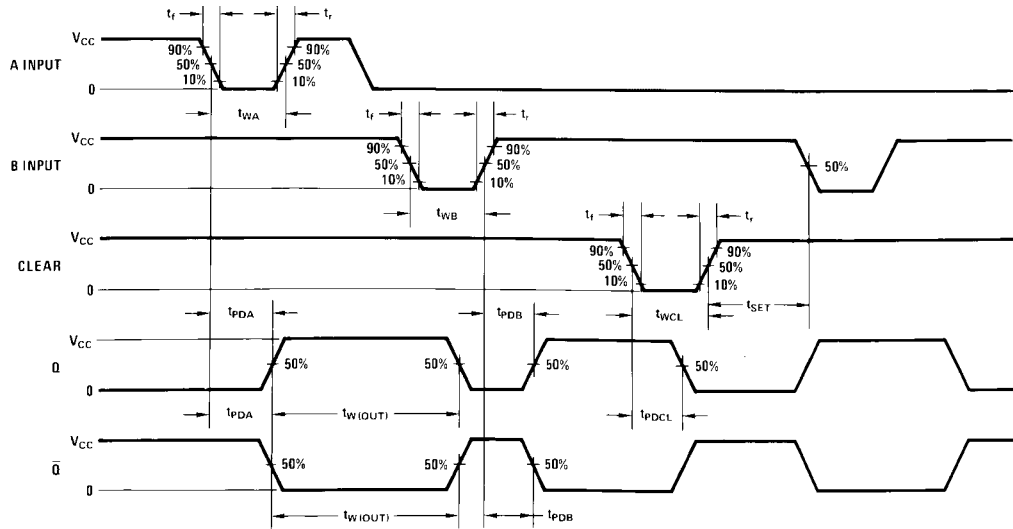 tf tr
VCC
90% 90%
A INPUT 50% 50%
10% 10%
0
tWA tf tr
VCC
90% 90%
B INPUT 50% 50% 50%
10% 10%
0
tWB tf tr
VCC
90% 90%
CLEAR 50% 50%
10% 10%
0
tPDA tPDB tWCL tSET
VCC
Q 50% 50% 50% 50%
0
tPDA tW(OUT) tPDCL
VCC
Q̅ 50% 50% 50%
0
tW(OUT) tPDB